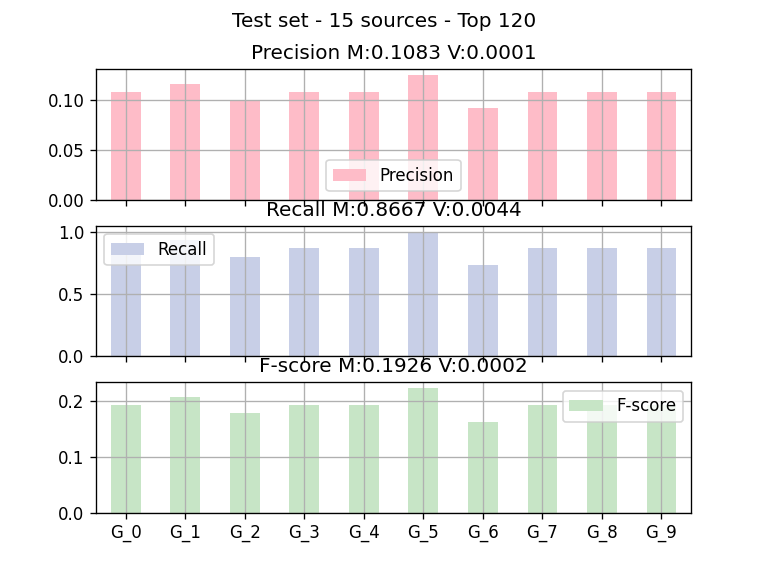 Test set - 15 sources - Top 120
Precision M:0.1083 V:0.0001
0.10
0.05
0.00
Precision
Recall M:0.8667 V:0.0044
1.0
0.5
0.0
Recall
F-score M:0.1926 V:0.0002
0.2
0.1
0.0
F-score
G_0 G_1 G_2 G_3 G_4 G_5 G_6 G_7 G_8 G_9